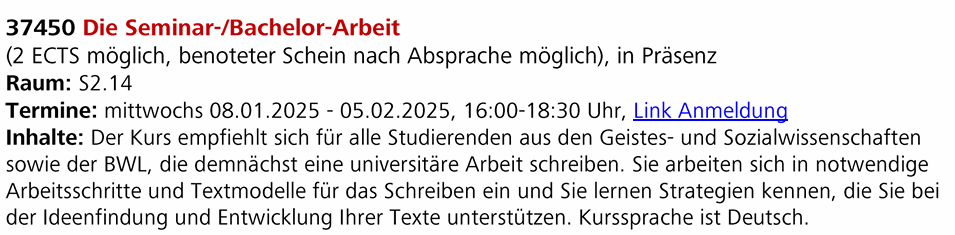 37450 Die Seminar-/Bachelor-Arbeit
(2 ECTS möglich, benoteter Schein nach Absprache möglich), in Präsenz
Raum: S2.14
Termine: mittwochs 08.01.2025 - 05.02.2025, 16:00-18:30 Uhr, Link Anmeldung
Inhalte: Der Kurs empfiehlt sich für alle Studierenden aus den Geistes- und Sozialwissenschaften
sowie der BWL, die demnächst eine universitäre Arbeit schreiben. Sie arbeiten sich in notwendige
Arbeitsschritte und Textmodelle für das Schreiben ein und Sie lernen Strategien kennen, die Sie bei
der Ideenfindung und Entwicklung Ihrer Texte unterstützen. Kurssprache ist Deutsch.